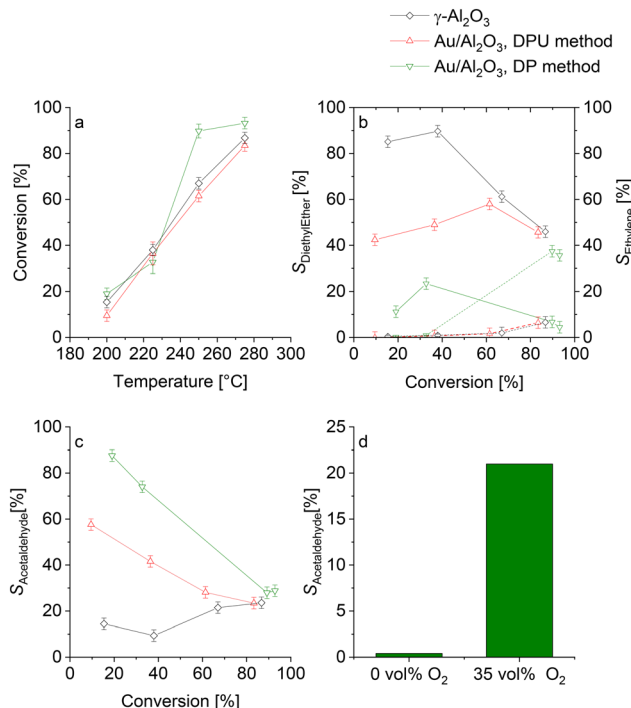 γ-Al2O3
Au/Al2O3, DPU method
Au/Al2O3, DP method
a
100
80
60
40
20
0
Conversion [%]
180 200 220 240 260 280 300
Temperature [°C]
b
100
80
60
40
20
0
SDiethylEther [%]
100
80
60
40
20
0
SEthylene [%]
0 20 40 60 80 100
Conversion [%]
c
100
80
60
40
20
0
SAcetaldehyde[%]
0 20 40 60 80 100
Conversion [%]
d
25
20
15
10
5
0
SAcetaldehyde[%]
0 vol% O2 35 vol% O2